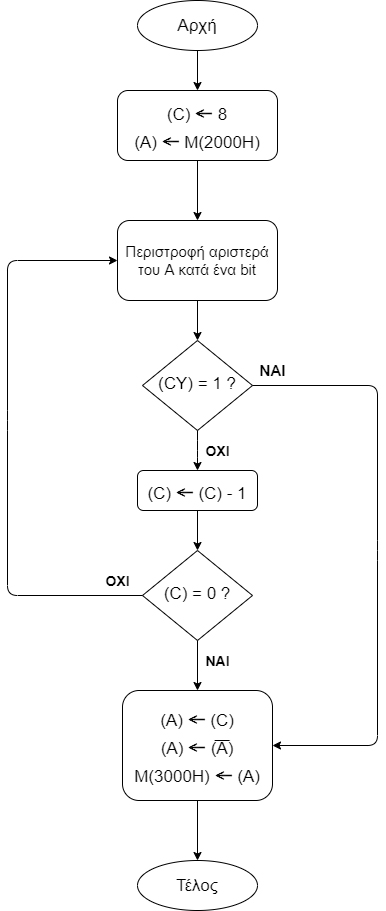 Αρχή
(C) ← 8
(A) ← M(2000H)
Περιστροφή αριστερά
του A κατά ένα bit
(CY) = 1 ?
ΝΑΙ
ΟΧΙ
(C) ← (C) - 1
(C) = 0 ?
ΟΧΙ
ΝΑΙ
(A) ← (C)
(A) ← (A̅)
M(3000H) ← (A)
Τέλος